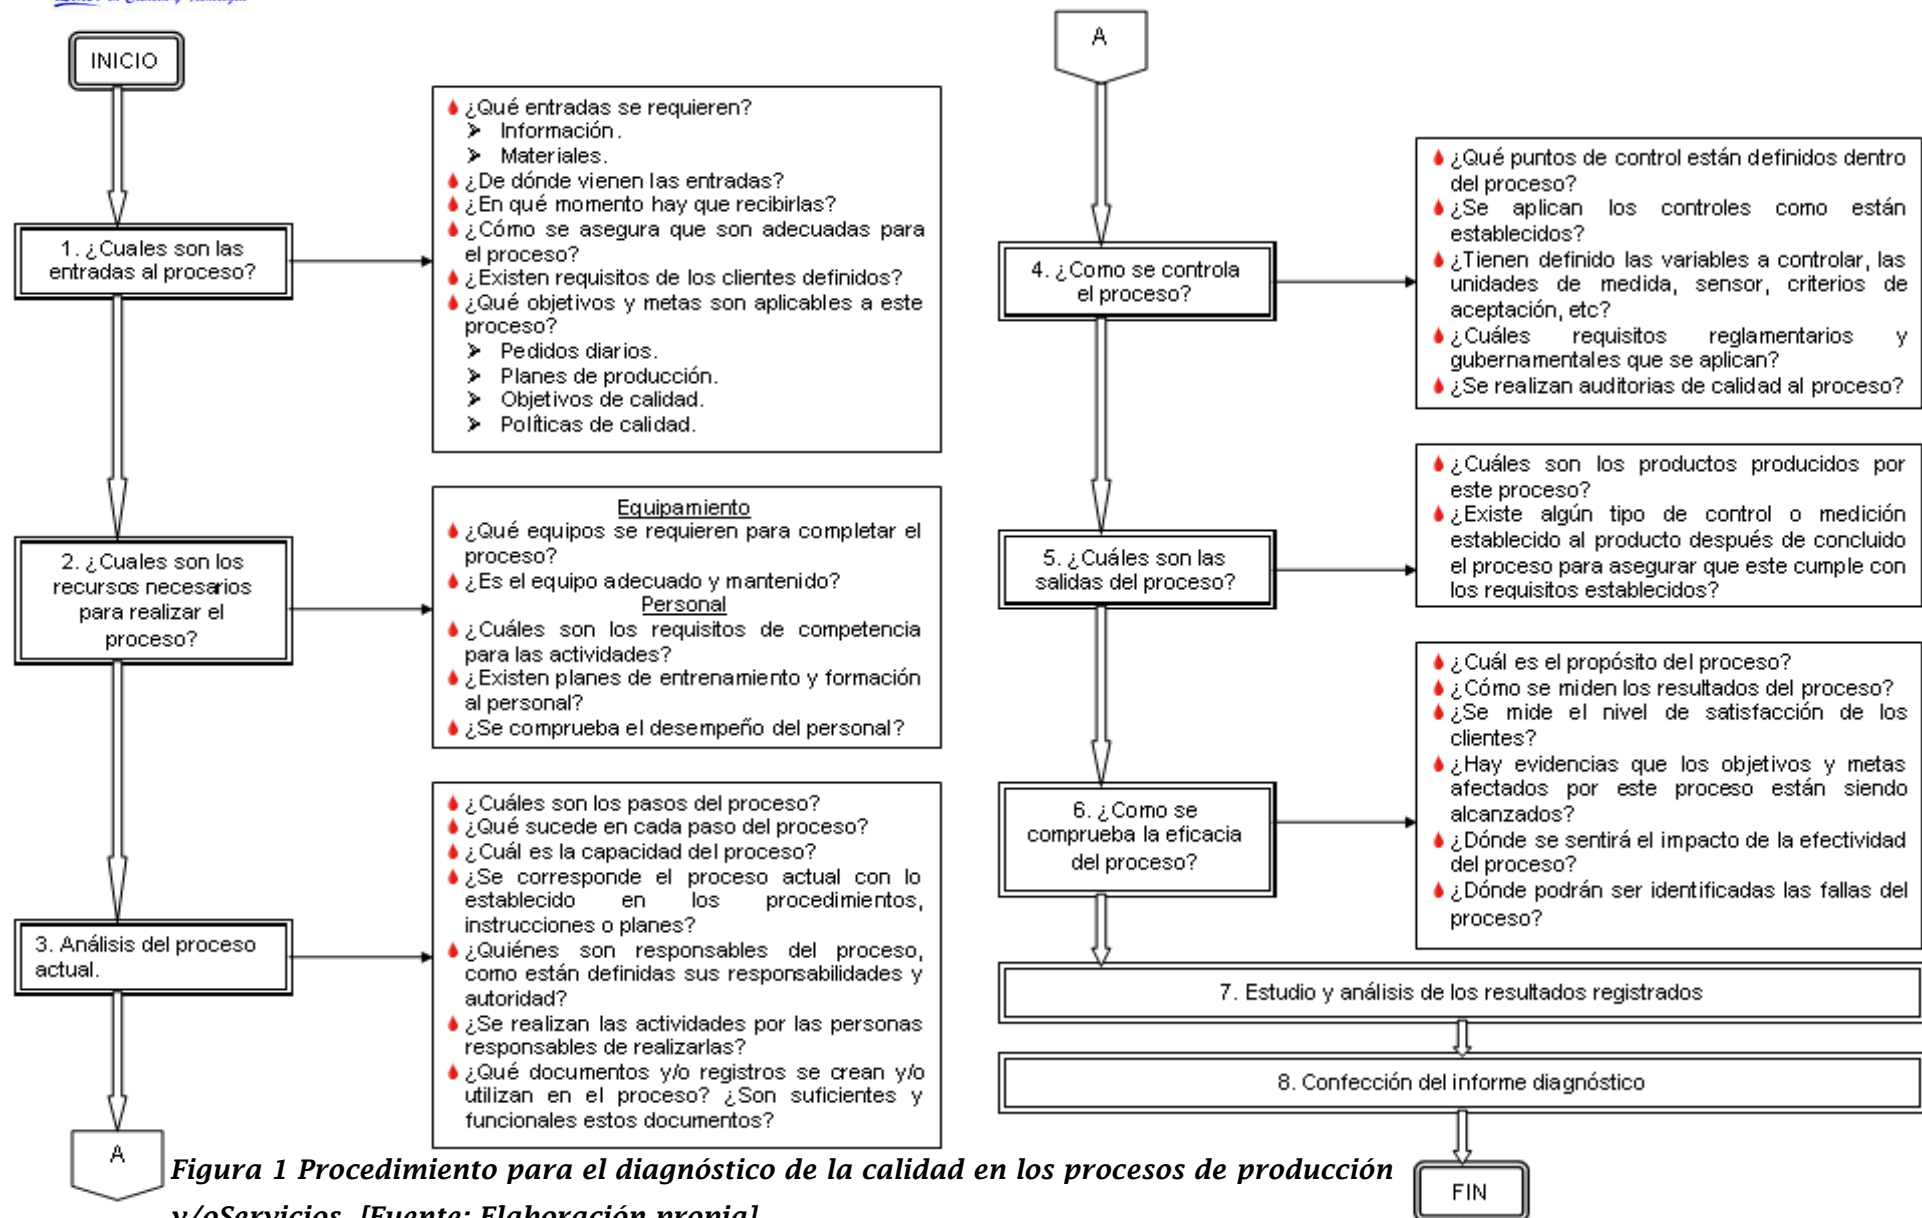 INICIO
1. ¿Cuales son las
entradas al proceso?
¿Qué entradas se requieren?
Información.
Materiales.
¿De dónde vienen las entradas?
¿En qué momento hay que recibirlas?
¿Cómo se asegura que son adecuadas para
el proceso?
¿Existen requisitos de los clientes definidos?
¿Qué objetivos y metas son aplicables a este
proceso?
Pedidos diarios.
Planes de producción.
Objetivos de calidad.
Políticas de calidad.
2. ¿Cuales son los
recursos necesarios
para realizar el
proceso?
Equipamiento
¿Qué equipos se requieren para completar el
proceso?
¿Es el equipo adecuado y mantenido?
Personal
¿Cuáles son los requisitos de competencia
para las actividades?
¿Existen planes de entrenamiento y formación
al personal?
¿Se comprueba el desempeño del personal?
3. Análisis del proceso
actual.
¿Cuáles son los pasos del proceso?
¿Qué sucede en cada paso del proceso?
¿Cuál es la capacidad del proceso?
¿Se corresponde el proceso actual con lo
establecido en los procedimientos,
instrucciones o planes?
¿Quiénes son responsables del proceso,
como están definidas sus responsabilidades y
autoridad?
¿Se realizan las actividades por las personas
responsables de realizarlas?
¿Qué documentos y/o registros se crean y/o
utilizan en el proceso? ¿Son suficientes y
funcionales estos documentos?
A
A
4. ¿Como se controla
el proceso?
¿Qué puntos de control están definidos dentro
del proceso?
¿Se aplican los controles como están
establecidos?
¿Tienen definido las variables a controlar, las
unidades de medida, sensor, criterios de
aceptación, etc?
¿Cuáles requisitos reglamentarios y
gubernamentales que se aplican?
¿Se realizan auditorias de calidad al proceso?
5. ¿Cuáles son las
salidas del proceso?
¿Cuáles son los productos producidos por
este proceso?
¿Existe algún tipo de control o medición
establecido al producto después de concluido
el proceso para asegurar que este cumple con
los requisitos establecidos?
6. ¿Como se
comprueba la eficacia
del proceso?
¿Cuál es el propósito del proceso?
¿Cómo se miden los resultados del proceso?
¿Se mide el nivel de satisfacción de los
clientes?
¿Hay evidencias que los objetivos y metas
afectados por este proceso están siendo
alcanzados?
¿Dónde se sentirá el impacto de la efectividad
del proceso?
¿Dónde podrán ser identificadas las fallas del
proceso?
7. Estudio y análisis de los resultados registrados
8. Confección del informe diagnóstico
FIN
Figura 1 Procedimiento para el diagnóstico de la calidad en los procesos de producción
y/oServicios. [Fuente: Elaboración propia]